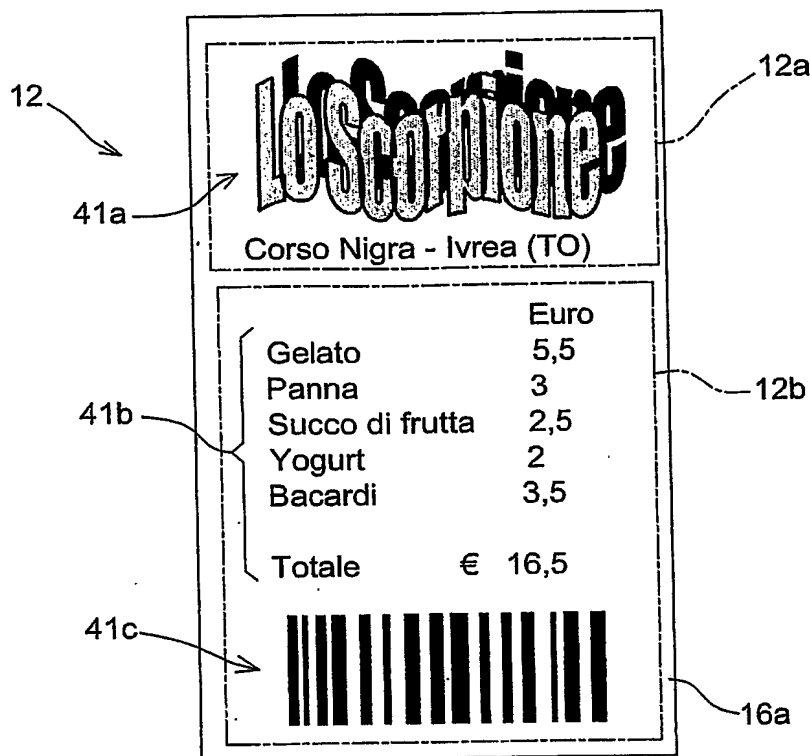 12
12a
Lo Scorpione
41a
Corso Nigra - Ivrea (TO)
Euro
Gelato 5,5
Panna 3
12b
41b
Succo di frutta 2,5
Yogurt 2
Bacardi 3,5
Totale € 16,5
41c
16a